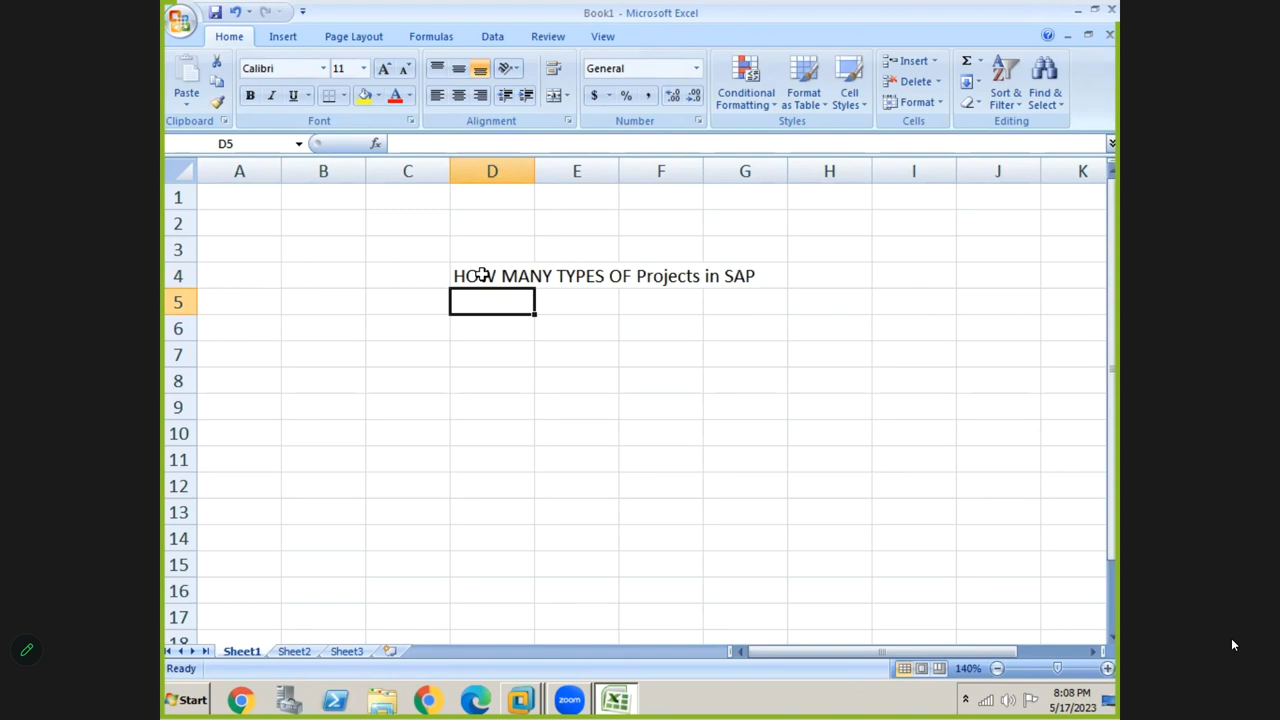 Book1 - Microsoft Excel
Home Insert Page Layout Formulas Data Review View
Calibri 11 General Insert
Paste Conditional Formatting Format as Table Cell Styles Delete Format Sort & Filter Find & Select
Clipboard Font Alignment Number Styles Cells Editing
D5 fx
A B C D E F G H I J K
1
2
3
4 HOW MANY TYPES OF Projects in SAP
5
6
7
8
9
10
11
12
13
14
15
16
17
18
Sheet1 Sheet2 Sheet3
Ready 140%
Start zoom 8:08 PM
5/17/2023